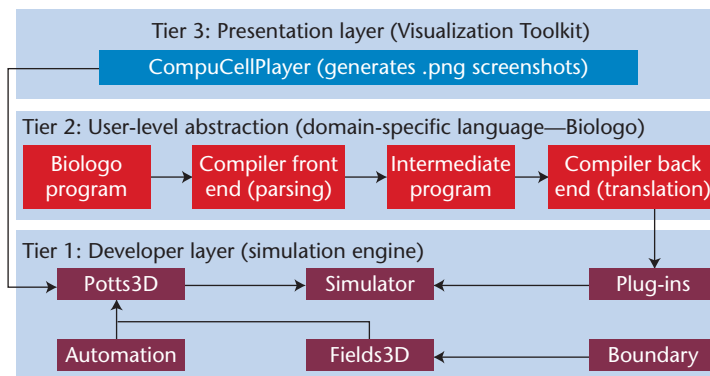 Tier 3: Presentation layer (Visualization Toolkit)
CompuCellPlayer (generates .png screenshots)
Tier 2: User-level abstraction (domain-specific language—Biologo)
Biologo
program
Compiler front
end (parsing)
Intermediate
program
Compiler back
end (translation)
Tier 1: Developer layer (simulation engine)
Potts3D
Simulator
Plug-ins
Automation
Fields3D
Boundary